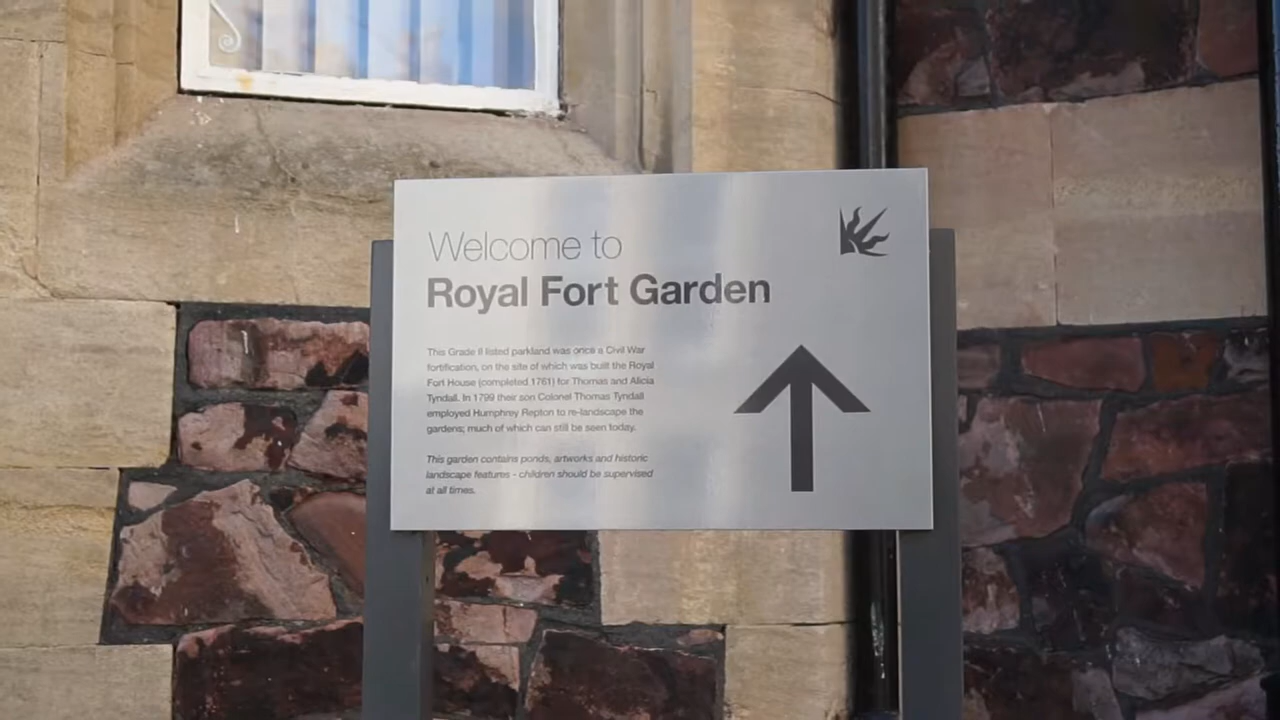 Welcome to
Royal Fort Garden
This Grade II listed parkland was once a Civil War
fortification, on the site of which was built the Royal
Fort House (completed 1761) for Thomas and Alicia
Tyndall. In 1799 their son Colonel Thomas Tyndall
employed Humphrey Repton to re-landscape the
gardens; much of which can still be seen today.
This garden contains ponds, artworks and historic
landscape features - children should be supervised
at all times.